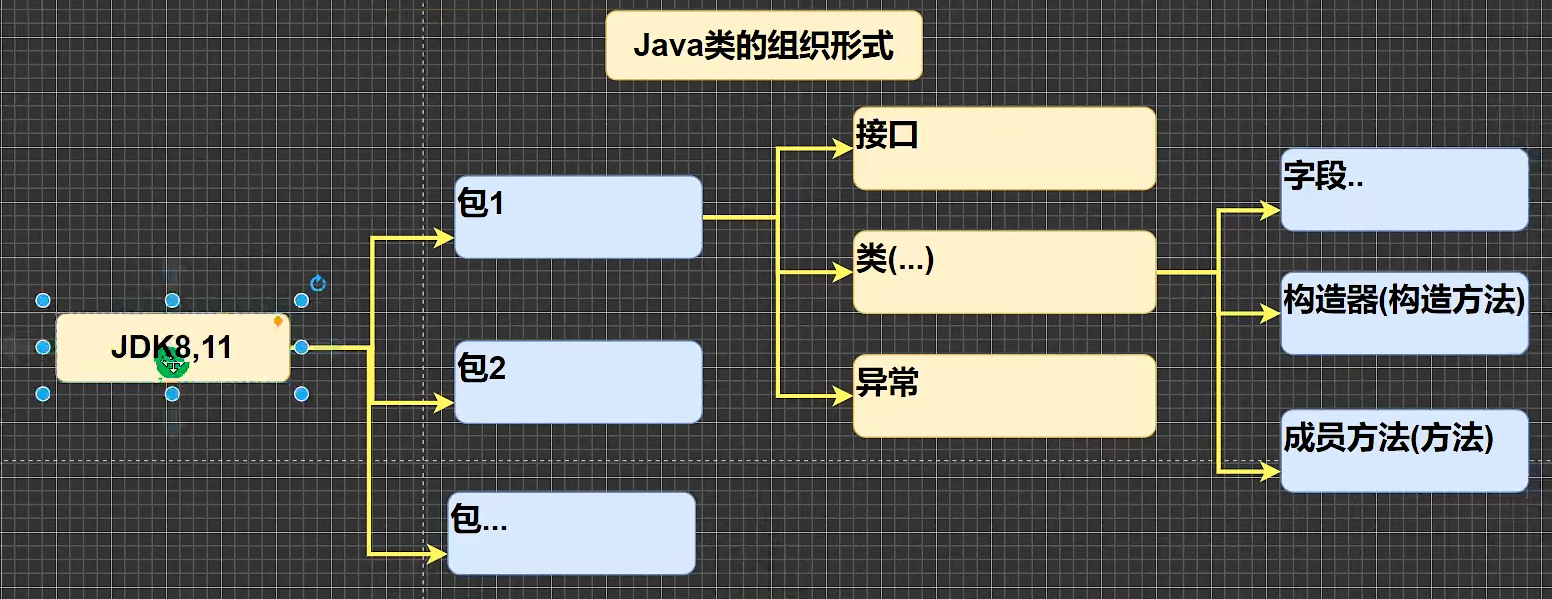 Java类的组织形式
JDK8,11
包1
包2
包...
接口
类(...)
异常
字段..
构造器(构造方法)
成员方法(方法)